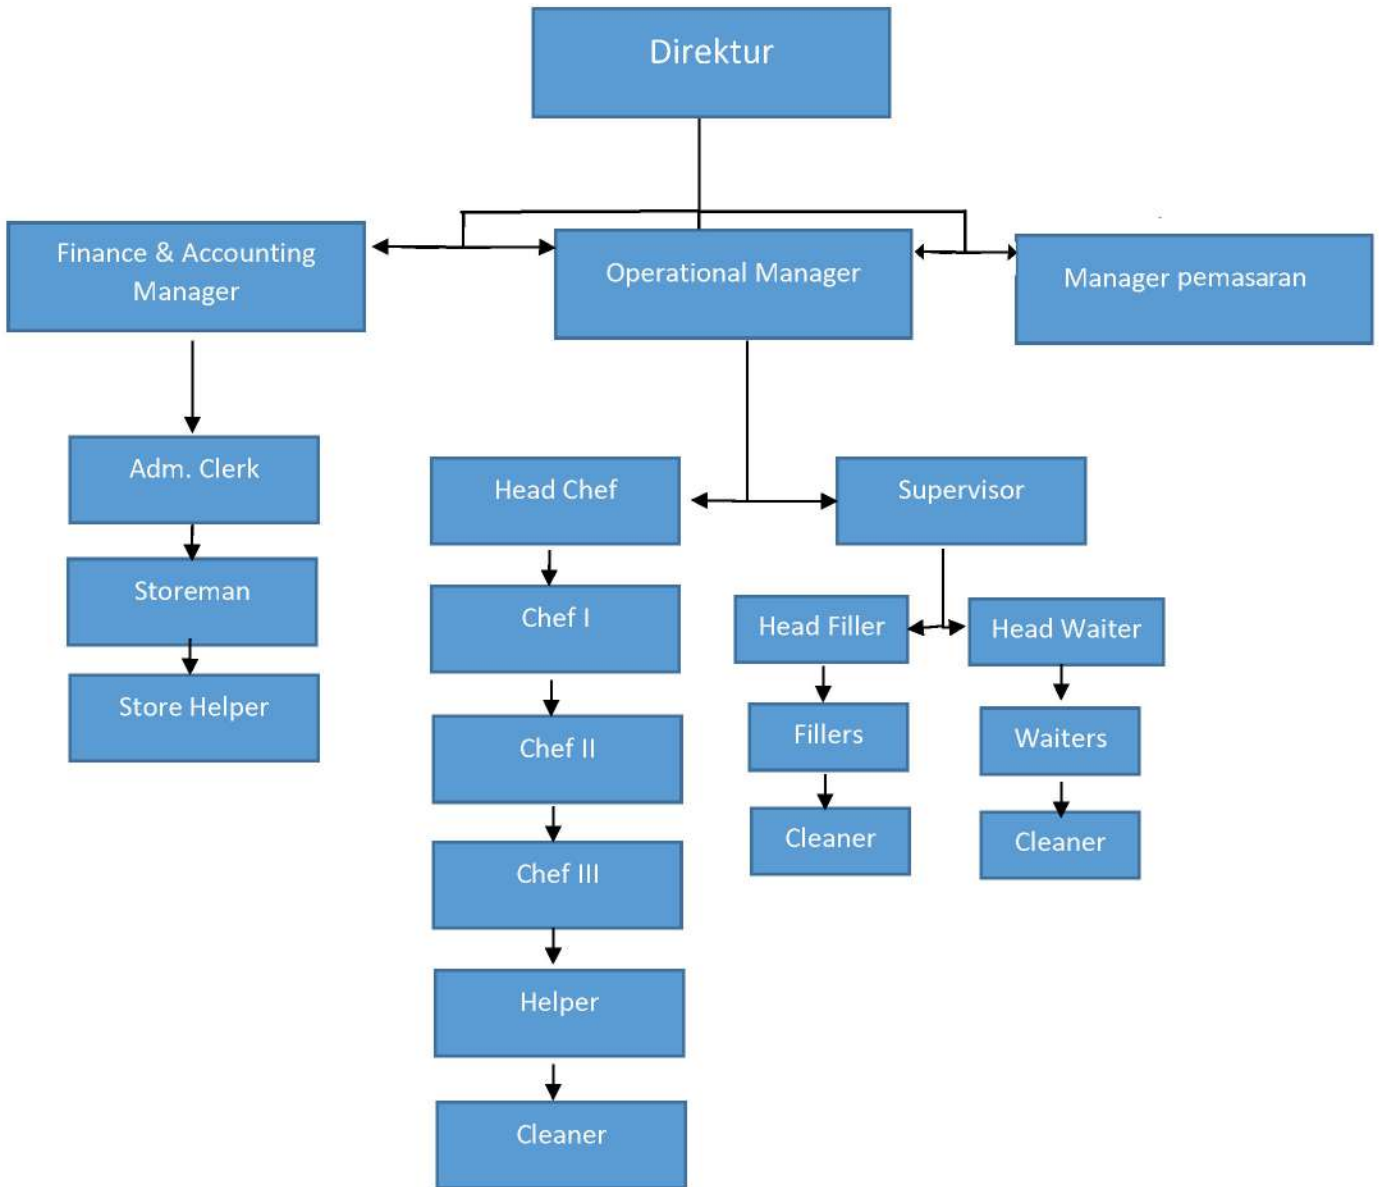 Direktur
Finance & Accounting
Manager
Operational Manager
Manager pemasaran
Adm. Clerk
Storeman
Store Helper
Head Chef
Chef I
Chef II
Chef III
Helper
Cleaner
Supervisor
Head Filler
Fillers
Cleaner
Head Waiter
Waiters
Cleaner